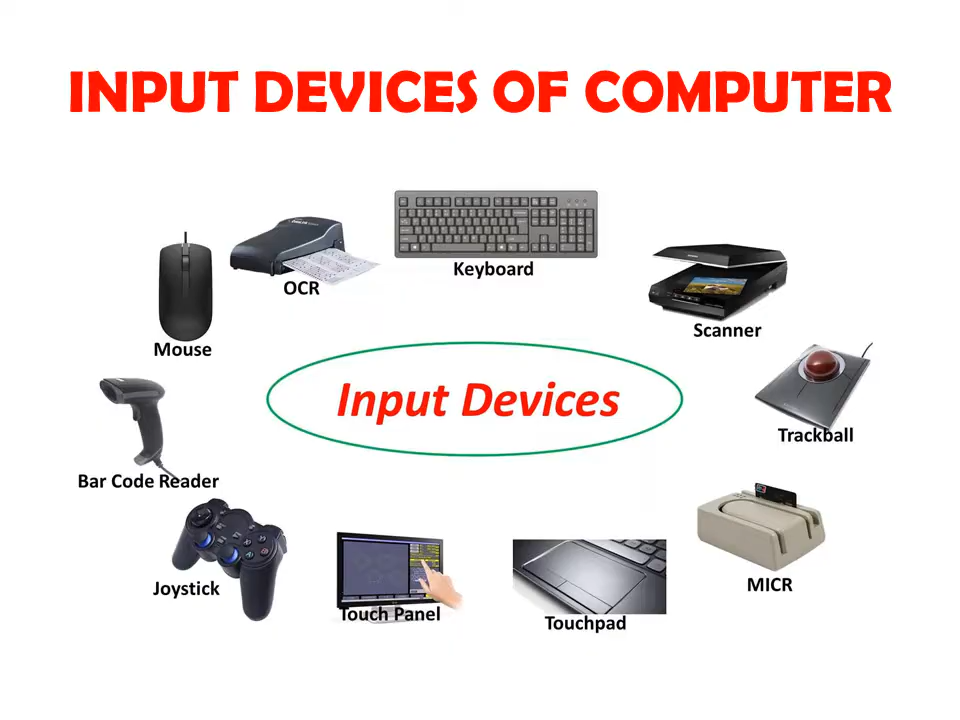 INPUT DEVICES OF COMPUTER
Keyboard
OCR
Scanner
Mouse
Input Devices
Trackball
Bar Code Reader
MICR
Joystick
Touch Panel
Touchpad